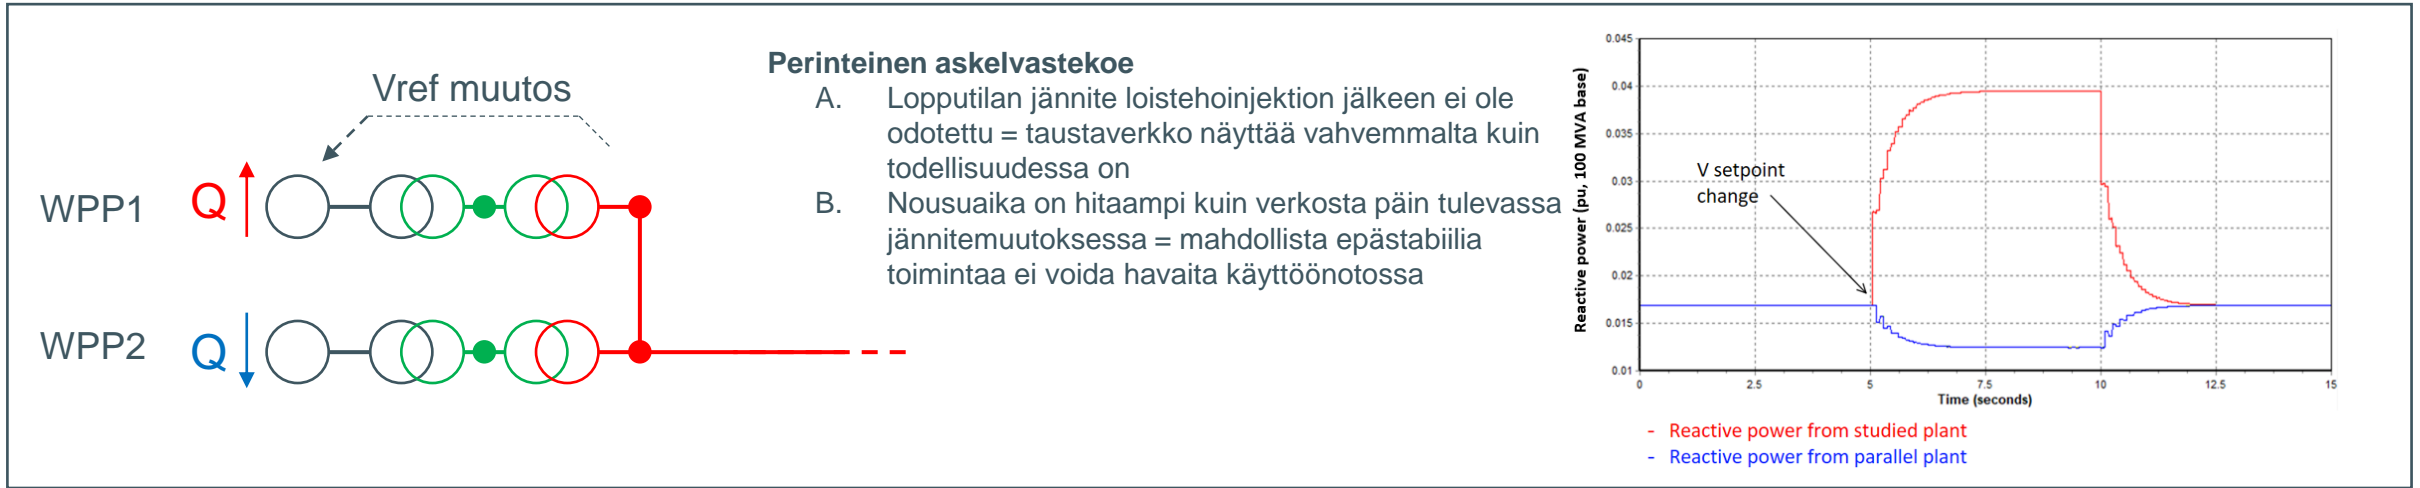 Vref muutos
WPP1
Q
WPP2
Q
Perinteinen askelvastekoe
A. Lopputilan jännite loistehoinjektion jälkeen ei ole
odotettu = taustaverkko näyttää vahvemmalta kuin
todellisuudessa on
B. Nousuaika on hitaampi kuin verkosta päin tulevassa
jännitemuutoksessa = mahdollista epästabiilia
toimintaa ei voida havaita käyttöönotossa
Reactive power (pu, 100 MVA base)
0.045
0.04
0.035
0.03
0.025
0.02
0.015
0.01
V setpoint
change
0 2.5 5 7.5 10 12.5 15
Time (seconds)
- Reactive power from studied plant
- Reactive power from parallel plant